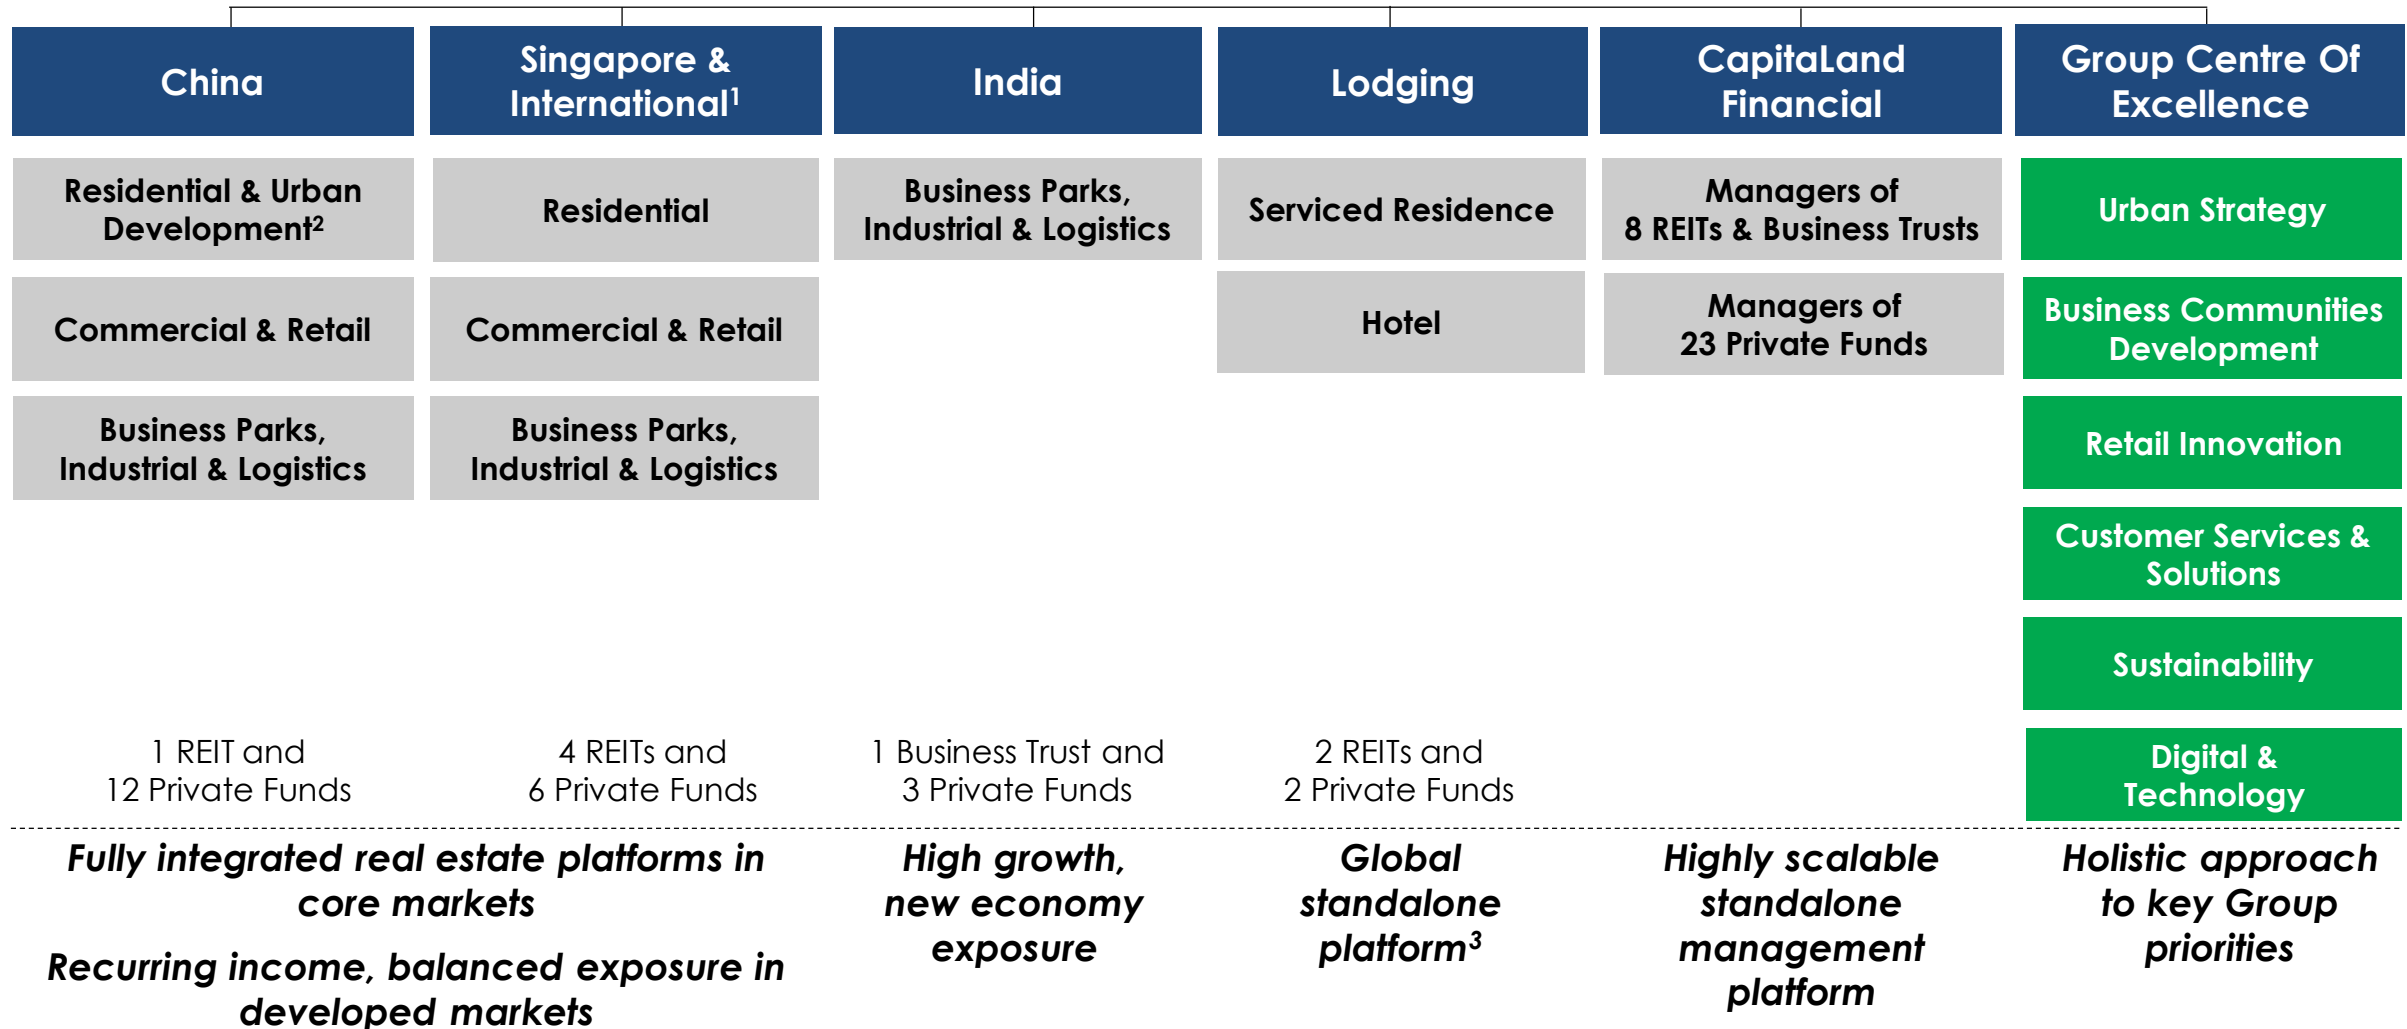 China
Singapore &
International¹
India
Lodging
CapitaLand
Financial
Group Centre Of
Excellence
Residential & Urban
Development²
Commercial & Retail
Business Parks,
Industrial & Logistics
Residential
Commercial & Retail
Business Parks,
Industrial & Logistics
Business Parks,
Industrial & Logistics
Serviced Residence
Hotel
Managers of
8 REITs & Business Trusts
Managers of
23 Private Funds
Urban Strategy
Business Communities
Development
Retail Innovation
Customer Services &
Solutions
Sustainability
Digital &
Technology
1 REIT and
12 Private Funds
4 REITs and
6 Private Funds
1 Business Trust and
3 Private Funds
2 REITs and
2 Private Funds
Fully integrated real estate platforms in
core markets
Recurring income, balanced exposure in
developed markets
High growth,
new economy
exposure
Global
standalone
platform³
Highly scalable
standalone
management
platform
Holistic approach
to key Group
priorities